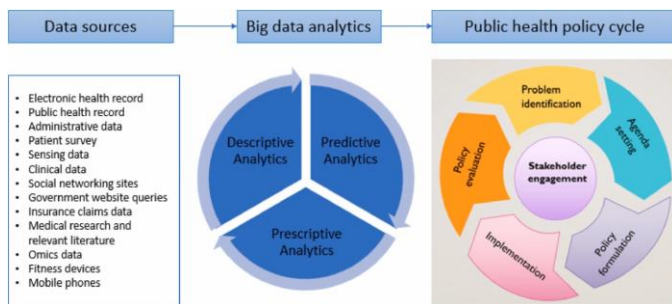 Data sources
Big data analytics
Public health policy cycle
Electronic health record
Public health record
Administrative data
Patient survey
Sensing data
Clinical data
Social networking sites
Government website queries
Insurance claims data
Medical research and
relevant literature
Omics data
Fitness devices
Mobile phones
Descriptive
Analytics
Predictive
Analytics
Prescriptive
Analytics
Problem
identification
Agenda
setting
Policy
formulation
Implementation
Policy
evaluation
Stakeholder
engagement